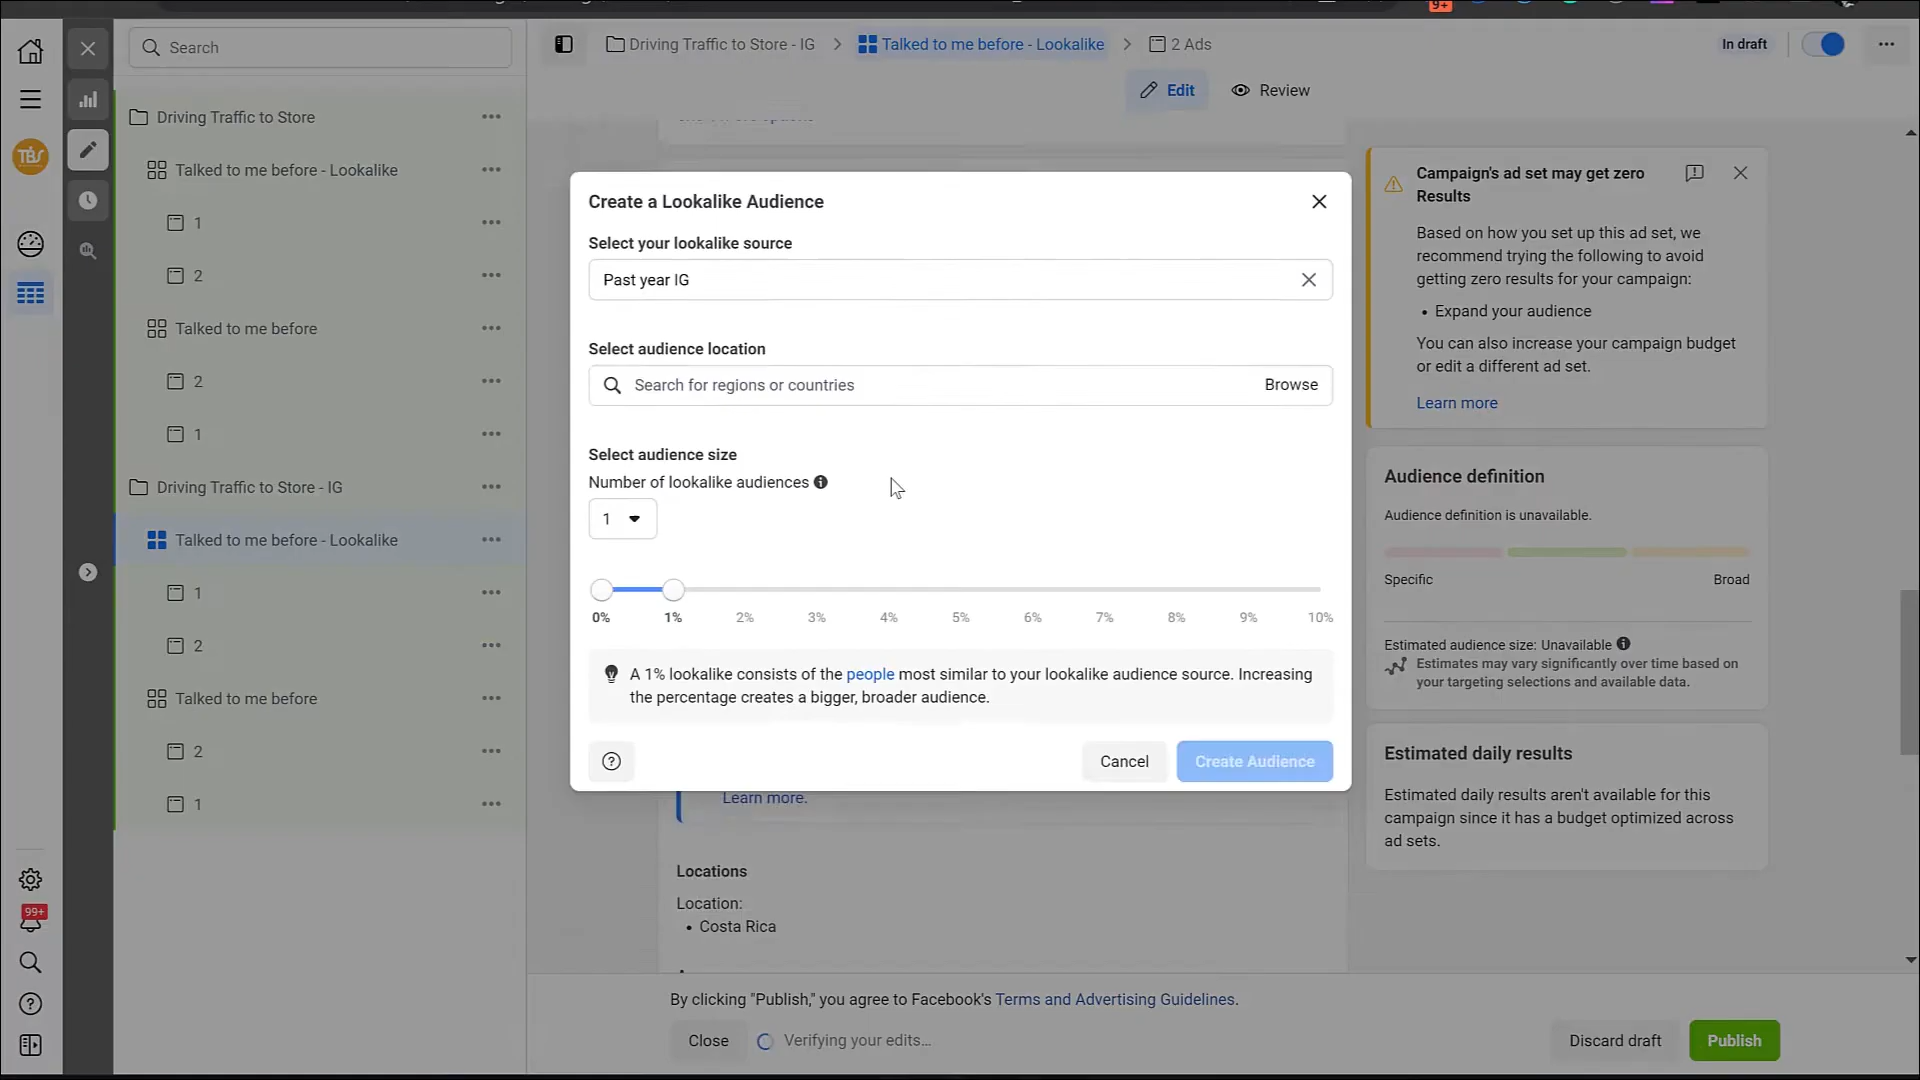 9+
Search
Driving Traffic to Store - IG
Talked to me before - Lookalike
2 Ads
In draft
Edit
Review
TBS
99+
Driving Traffic to Store
Talked to me before - Lookalike
1
2
Talked to me before
2
1
Driving Traffic to Store - IG
Talked to me before - Lookalike
1
2
Talked to me before
2
1
Create a Lookalike Audience
Select your lookalike source
Past year IG
Select audience location
Search for regions or countries
Browse
Select audience size
Number of lookalike audiences
1
0% 1% 2% 3% 4% 5% 6% 7% 8% 9% 10%
A 1% lookalike consists of the people most similar to your lookalike audience source. Increasing
the percentage creates a bigger, broader audience.
Cancel
Create Audience
Learn more.
Locations
Location:
• Costa Rica
By clicking "Publish," you agree to Facebook's Terms and Advertising Guidelines.
Close
Verifying your edits...
Discard draft
Publish
Campaign's ad set may get zero
Results
Based on how you set up this ad set, we
recommend trying the following to avoid
getting zero results for your campaign:
• Expand your audience
You can also increase your campaign budget
or edit a different ad set.
Learn more
Audience definition
Audience definition is unavailable.
Specific
Broad
Estimated audience size: Unavailable
Estimates may vary significantly over time based on
your targeting selections and available data.
Estimated daily results
Estimated daily results aren't available for this
campaign since it has a budget optimized across
ad sets.